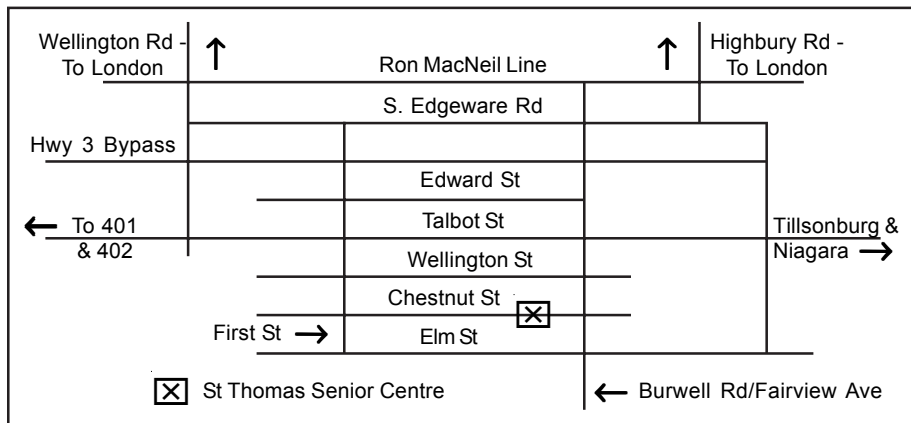 Wellington Rd -
To London
Highbury Rd -
To London
Ron MacNeil Line
S. Edgeware Rd
Hwy 3 Bypass
Edward St
To 401
& 402
Talbot St
Tillsonburg &
Niagara
Wellington St
Chestnut St
First St
Elm St
St Thomas Senior Centre
Burwell Rd/Fairview Ave